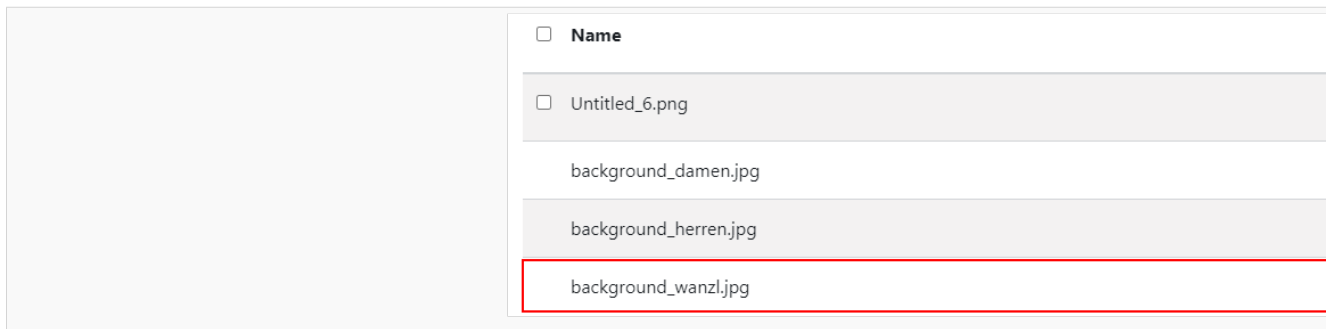 Name
Untitled_6.png
background_damen.jpg
background_herren.jpg
background_wanzl.jpg